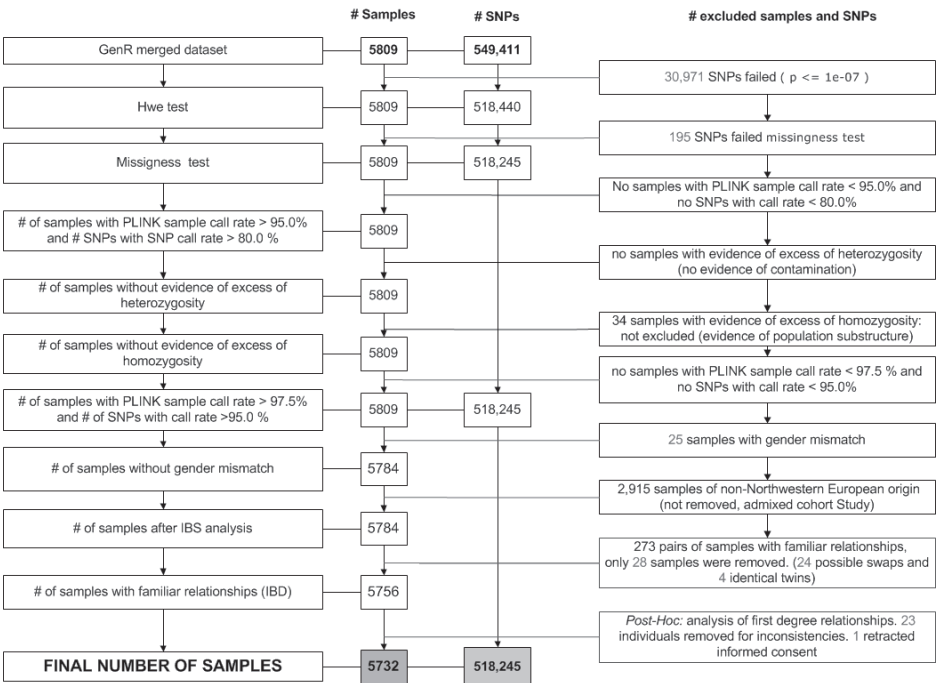 # Samples
# SNPs
# excluded samples and SNPs
GenR merged dataset
5809
549,411
30,971 SNPs failed ( p <= 1e-07 )
Hwe test
5809
518,440
195 SNPs failed missingness test
Missigness test
5809
518,245
No samples with PLINK sample call rate < 95.0% and
no SNPs with call rate < 80.0%
# of samples with PLINK sample call rate > 95.0%
and # SNPs with SNP call rate > 80.0 %
5809
no samples with evidence of excess of heterozygosity
(no evidence of contamination)
# of samples without evidence of excess of
heterozygosity
5809
34 samples with evidence of excess of homozygosity:
not excluded (evidence of population substructure)
# of samples without evidence of excess of
homozygosity
5809
no samples with PLINK sample call rate < 97.5 % and
no SNPs with call rate < 95.0%
# of samples with PLINK sample call rate > 97.5%
and # of SNPs with call rate >95.0 %
5809
518,245
25 samples with gender mismatch
# of samples without gender mismatch
5784
2,915 samples of non-Northwestern European origin
(not removed, admixed cohort Study)
# of samples after IBS analysis
5784
273 pairs of samples with familiar relationships,
only 28 samples were removed. (24 possible swaps and
4 identical twins)
# of samples with familiar relationships (IBD)
5756
Post-Hoc: analysis of first degree relationships. 23
individuals removed for inconsistencies. 1 retracted
informed consent
FINAL NUMBER OF SAMPLES
5732
518,245